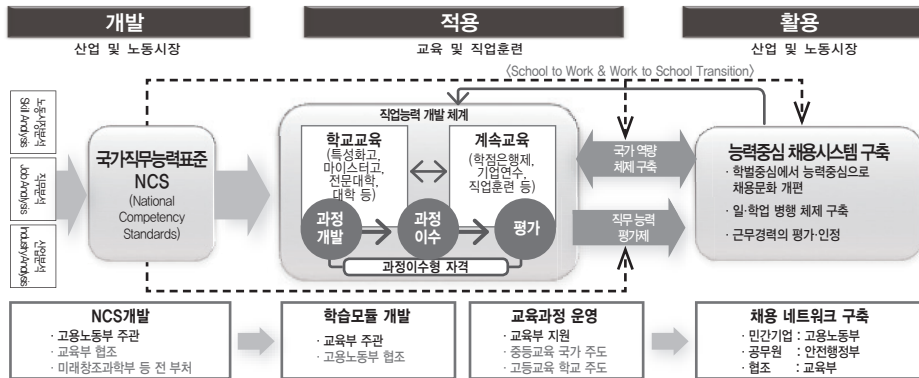 개발
적용
활용
산업 및 노동시장
교육 및 직업훈련
산업 및 노동시장
〈School to Work & Work to School Transition〉
노동시장분석
Skill Analysis
직무분석
Job Analysis
산업분석
Industry Analysis
국가직무능력표준
NCS
(National
Competency
Standards)
직업능력 개발 체계
학교교육
(특성화고,
마이스터고,
전문대학,
대학 등)
계속교육
(학점은행제,
기업연수,
직업훈련 등)
과정
개발
과정
이수
평가
과정이수형 자격
국가 역량
체제 구축
직무 능력
평가제
능력중심 채용시스템 구축
· 학벌중심에서 능력중심으로
채용문화 개편
· 일·학업 병행 체제 구축
· 근무경력의 평가·인정
NCS개발
· 고용노동부 주관
· 교육부 협조
· 미래창조과학부 등 전 부처
학습모듈 개발
· 교육부 주관
· 고용노동부 협조
교육과정 운영
· 교육부 지원
· 중등교육 국가 주도
· 고등교육 학교 주도
채용 네트워크 구축
· 민간기업 : 고용노동부
· 공무원 : 안전행정부
· 협조 : 교육부